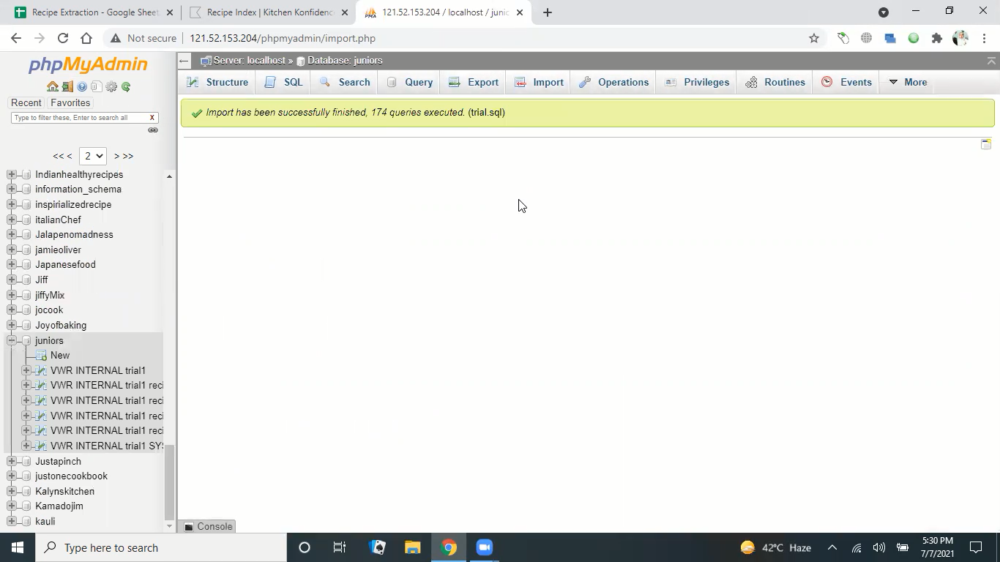 Recipe Extraction - Google Sheet
Recipe Index | Kitchen Konfidenc
121.52.153.204 / localhost / junic
Not secure
121.52.153.204/phpmyadmin/import.php
phpMyAdmin
Recent
Favorites
Type to filter these, Enter to search all
X
<< <
2
> >>
Indianhealthyrecipes
information_schema
inspirializedrecipe
italianChef
Jalapenomadness
jamieoliver
Japanesefood
Jiff
jiffyMix
jocook
Joyofbaking
juniors
New
VWR INTERNAL trial1
VWR INTERNAL trial1 reci
VWR INTERNAL trial1 reci
VWR INTERNAL trial1 reci
VWR INTERNAL trial1 reci
VWR INTERNAL trial1 SYS
Justapinch
justonecookbook
Kalynskitchen
Kamadojim
kauli
Server: localhost » Database: juniors
Structure
SQL
Search
Query
Export
Import
Operations
Privileges
Routines
Events
More
Import has been successfully finished, 174 queries executed. (trial.sql)
Console
Type here to search
42°C Haze
5:30 PM
7/7/2021